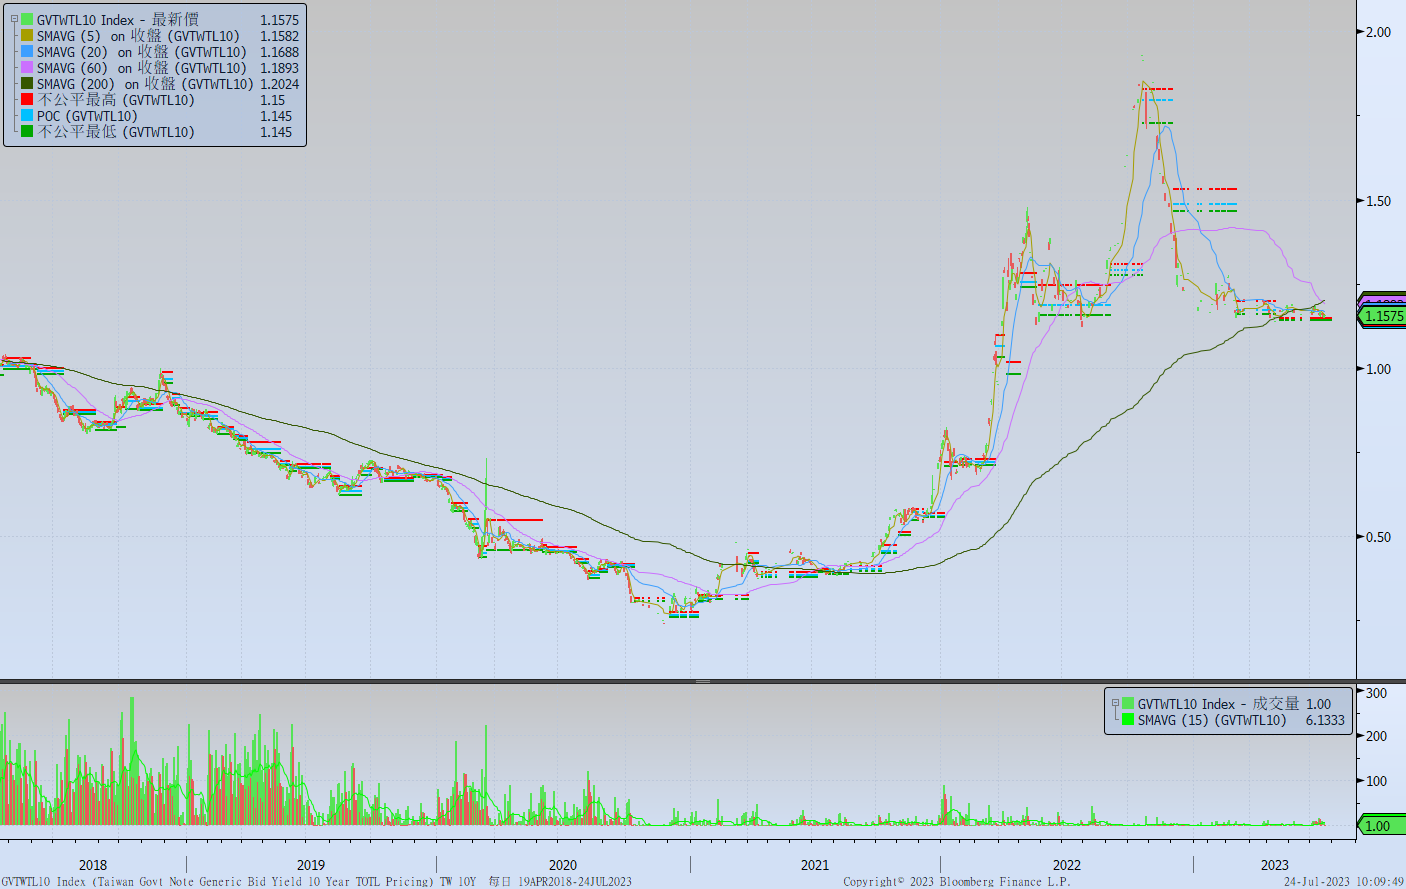 GVTWTL10 Index - 最新價 1.1575
SMAVG (5) on 收盤 (GVTWTL10) 1.1582
SMAVG (20) on 收盤 (GVTWTL10) 1.1688
SMAVG (60) on 收盤 (GVTWTL10) 1.1893
SMAVG (200) on 收盤 (GVTWTL10) 1.2024
不公平最高 (GVTWTL10) 1.15
POC (GVTWTL10) 1.145
不公平最低 (GVTWTL10) 1.145
2.00
1.50
1.1575
1.00
0.50
GVTWTL10 Index - 成交量 1.00
SMAVG (15) (GVTWTL10) 6.1333
300
200
100
1.00
2018 2019 2020 2021 2022 2023
GVTWTL10 Index (Taiwan Govt Note Generic Bid Yield 10 Year TOTL Pricing) TW 10Y 每日 19APR2018-24JUL2023 Copyright© 2023 Bloomberg Finance L.P. 24-Jul-2023 10:09:49